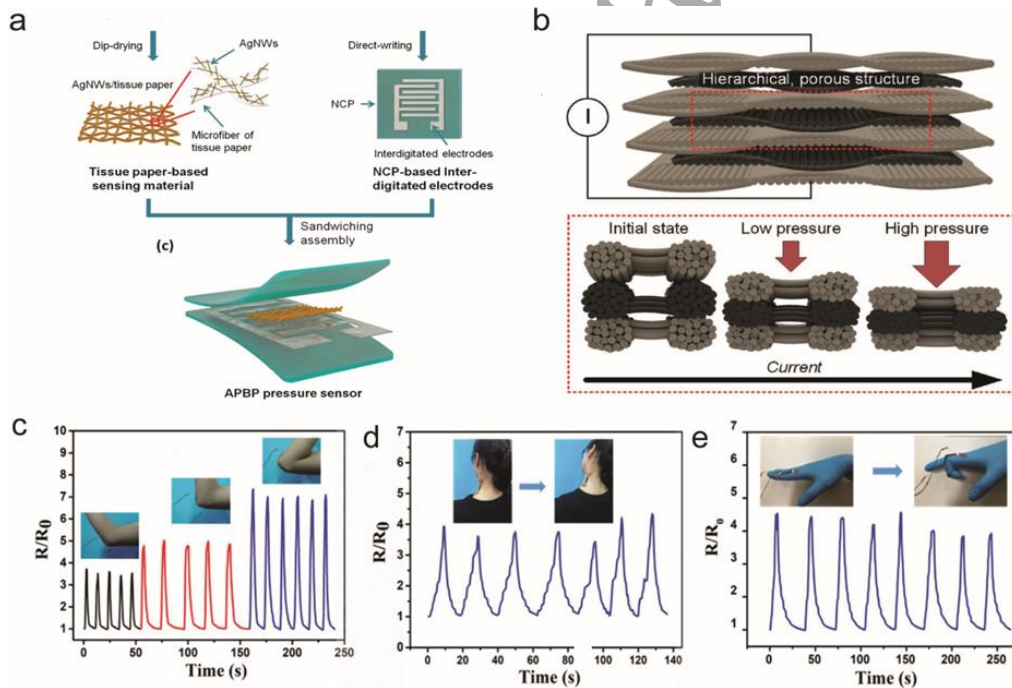 a
Dip-drying
AgNWs
AgNWs/tissue paper
Microfiber of
tissue paper
Tissue paper-based
sensing material
Direct-writing
NCP
Interdigitated electrodes
NCP-based Inter-
digitated electrodes
Sandwiching
assembly
(c)
APBP pressure sensor
b
Hierarchical, porous structure
I
Initial state
Low pressure
High pressure
Current
c
R/R0
10
9
8
7
6
5
4
3
2
1
0 50 100 150 200 250
Time (s)
d
R/R0
7
6
5
4
3
2
1
0
0 20 40 60 80 100 120 140
Time (s)
e
R/R0
7
6
5
4
3
2
1
0 50 100 150 200 250
Time (s)